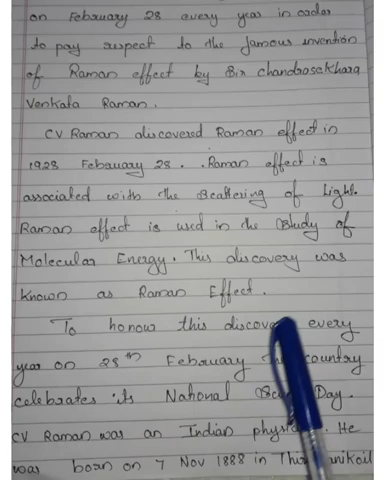 on February 28 every year in order
to pay respect to the famous invention
of Raman effect by Sir chandrasekhara
Venkata Raman.
CV Raman discovered Raman effect in
1928 February 28. . Raman effect is
associated with the Scattering of Light.
Raman effect is used in the Study of
Molecular Energy. This discovery was
known as Raman Effect.
To honour this discove every
year on 28th February country
celebrates its National Day.
CV Raman was an Indian . He
was born on 7 Nov 1888 in